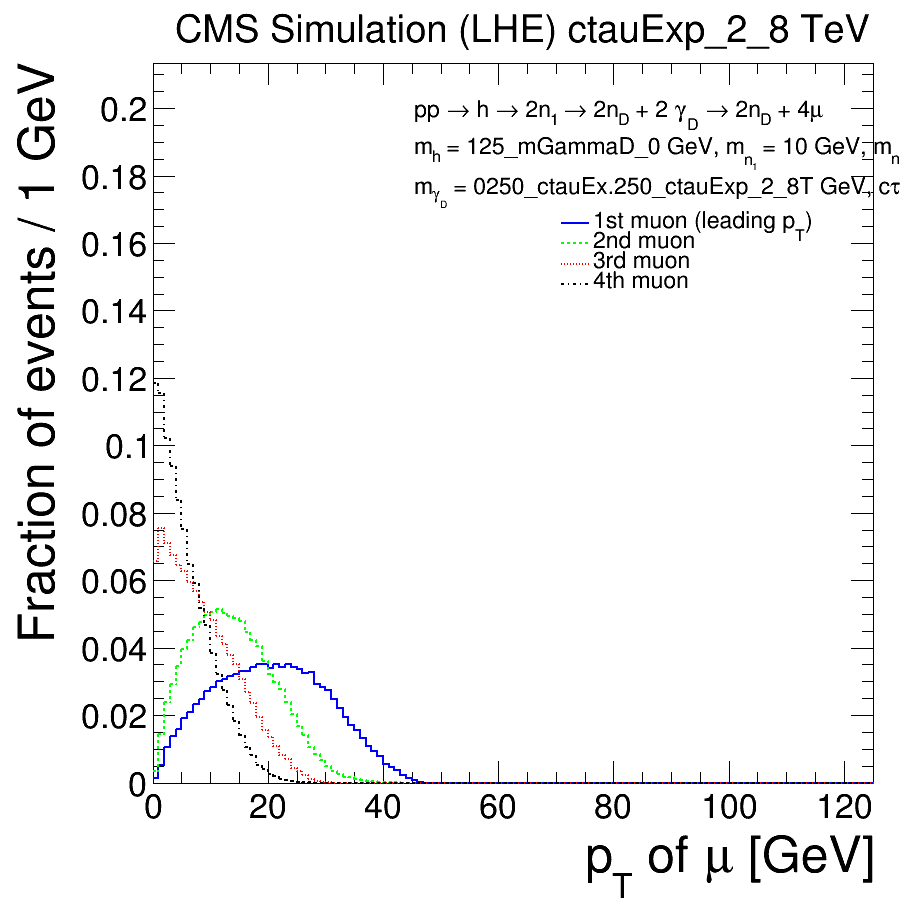 CMS Simulation (LHE) ctauExp_2_8 TeV
Fraction of events / 1 GeV
pp → h → 2n1 → 2nD + 2 γD → 2nD + 4μ
mh = 125_mGammaD_0 GeV, mn1 = 10 GeV, mn
mγD = 0250_ctauEx.250_ctauExp_2_8T GeV, cτ
1st muon (leading pT)
2nd muon
3rd muon
4th muon
0.2
0.18
0.16
0.14
0.12
0.1
0.08
0.06
0.04
0.02
0
0 20 40 60 80 100 120
pT of μ [GeV]